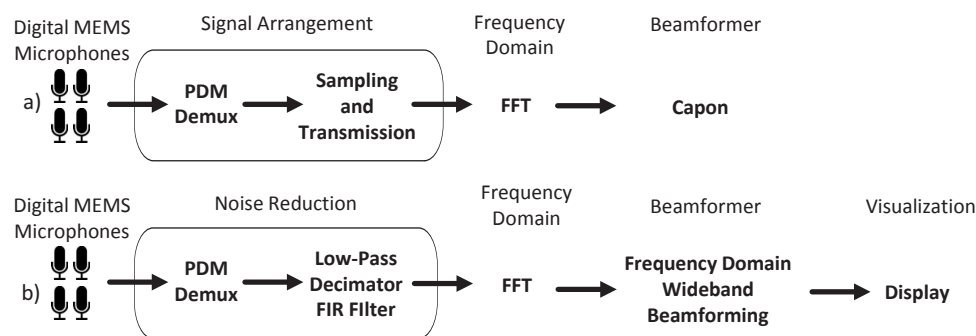 Digital MEMS
Microphones
Signal Arrangement
Frequency
Domain
Beamformer
a)
PDM
Demux
Sampling
and
Transmission
FFT
Capon
Digital MEMS
Microphones
Noise Reduction
Frequency
Domain
Beamformer
Visualization
b)
PDM
Demux
Low-Pass
Decimator
FIR FIlter
FFT
Frequency Domain
Wideband
Beamforming
Display